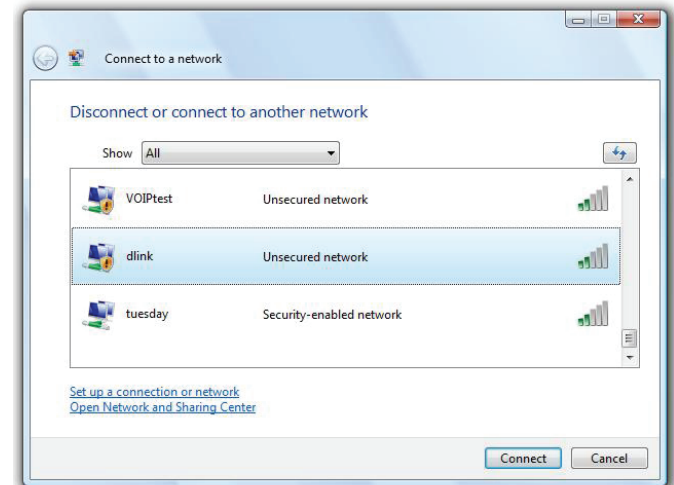 Connect to a network
Disconnect or connect to another network
Show All
VOIPtest Unsecured network
dlink Unsecured network
tuesday Security-enabled network
Set up a connection or network
Open Network and Sharing Center
Connect Cancel